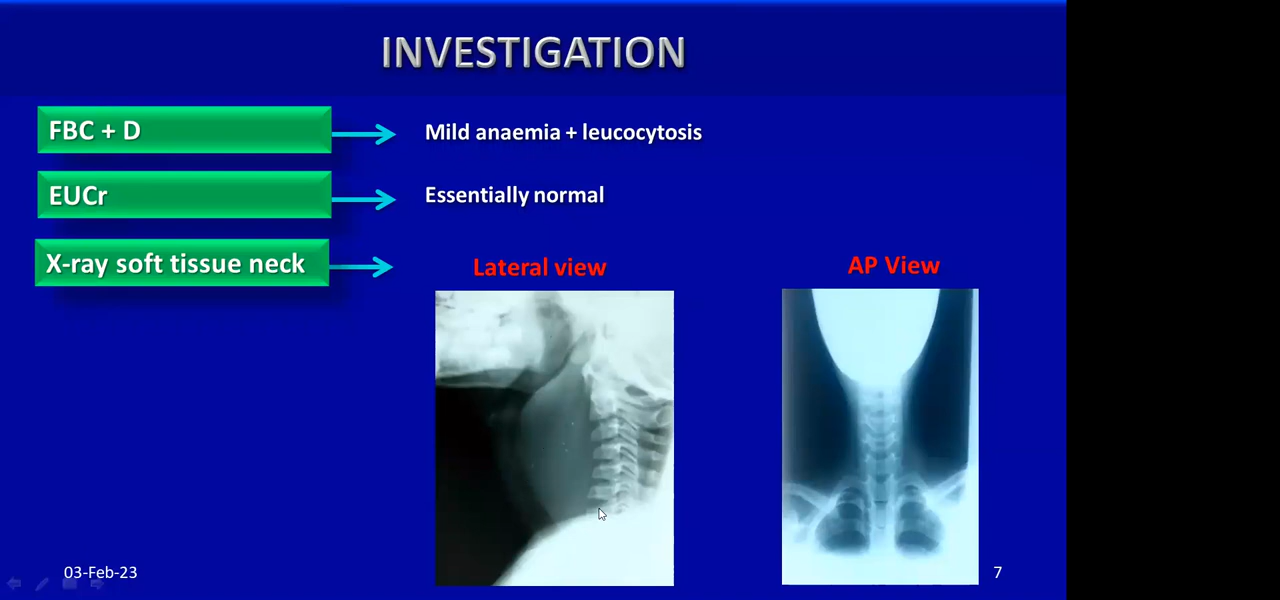 INVESTIGATION
FBC + D
Mild anaemia + leucocytosis
EUCr
Essentially normal
X-ray soft tissue neck
Lateral view
AP View
03-Feb-23
7